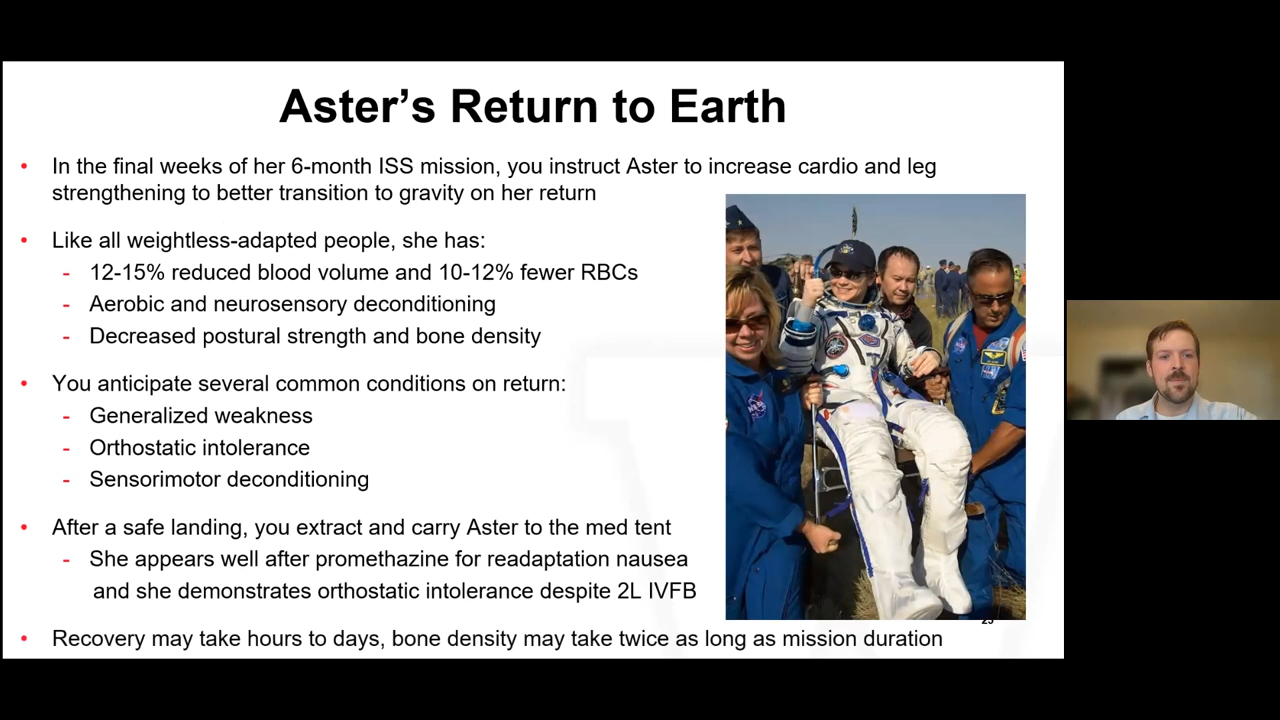 Aster's Return to Earth
• In the final weeks of her 6-month ISS mission, you instruct Aster to increase cardio and leg
strengthening to better transition to gravity on her return
• Like all weightless-adapted people, she has:
- 12-15% reduced blood volume and 10-12% fewer RBCs
- Aerobic and neurosensory deconditioning
- Decreased postural strength and bone density
• You anticipate several common conditions on return:
- Generalized weakness
- Orthostatic intolerance
- Sensorimotor deconditioning
• After a safe landing, you extract and carry Aster to the med tent
- She appears well after promethazine for readaptation nausea
and she demonstrates orthostatic intolerance despite 2L IVFB
• Recovery may take hours to days, bone density may take twice as long as mission duration